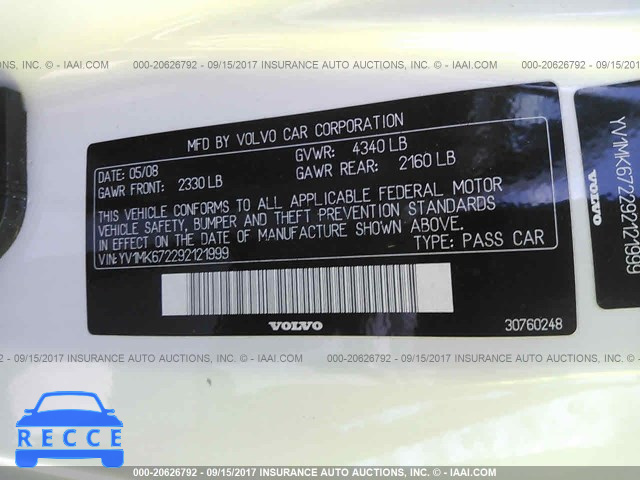 AUCTIONS, INC. - © IAAI.COM 000-20626792 - 09/15/2017 INSURANCE AUTO AUCTIONS, INC. - © IAAI.COM 000-20626792 - 09/15/2017
MFD BY VOLVO CAR CORPORATION
DATE: 05/08 GVWR: 4340 LB
GAWR FRONT: 2330 LB GAWR REAR: 2160 LB
THIS VEHICLE CONFORMS TO ALL APPLICABLE FEDERAL MOTOR
VEHICLE SAFETY, BUMPER AND THEFT PREVENTION STANDARDS
IN EFFECT ON THE DATE OF MANUFACTURE SHOWN ABOVE.
VIN: YV1MK672292121999 TYPE: PASS CAR
VOLVO 30760248
YV1MK672292121999
VOLVO
000-20626792 - 09/15/2017 INSURANCE AUTO AUCTIONS, INC. - © IAAI.COM 000-20626792 - 09/15/2017 INSURANCE AUTO
RECCE
000-20626792 - 09/15/2017 INSURANCE AUTO AUCTIONS, INC. - © IAAI.COM